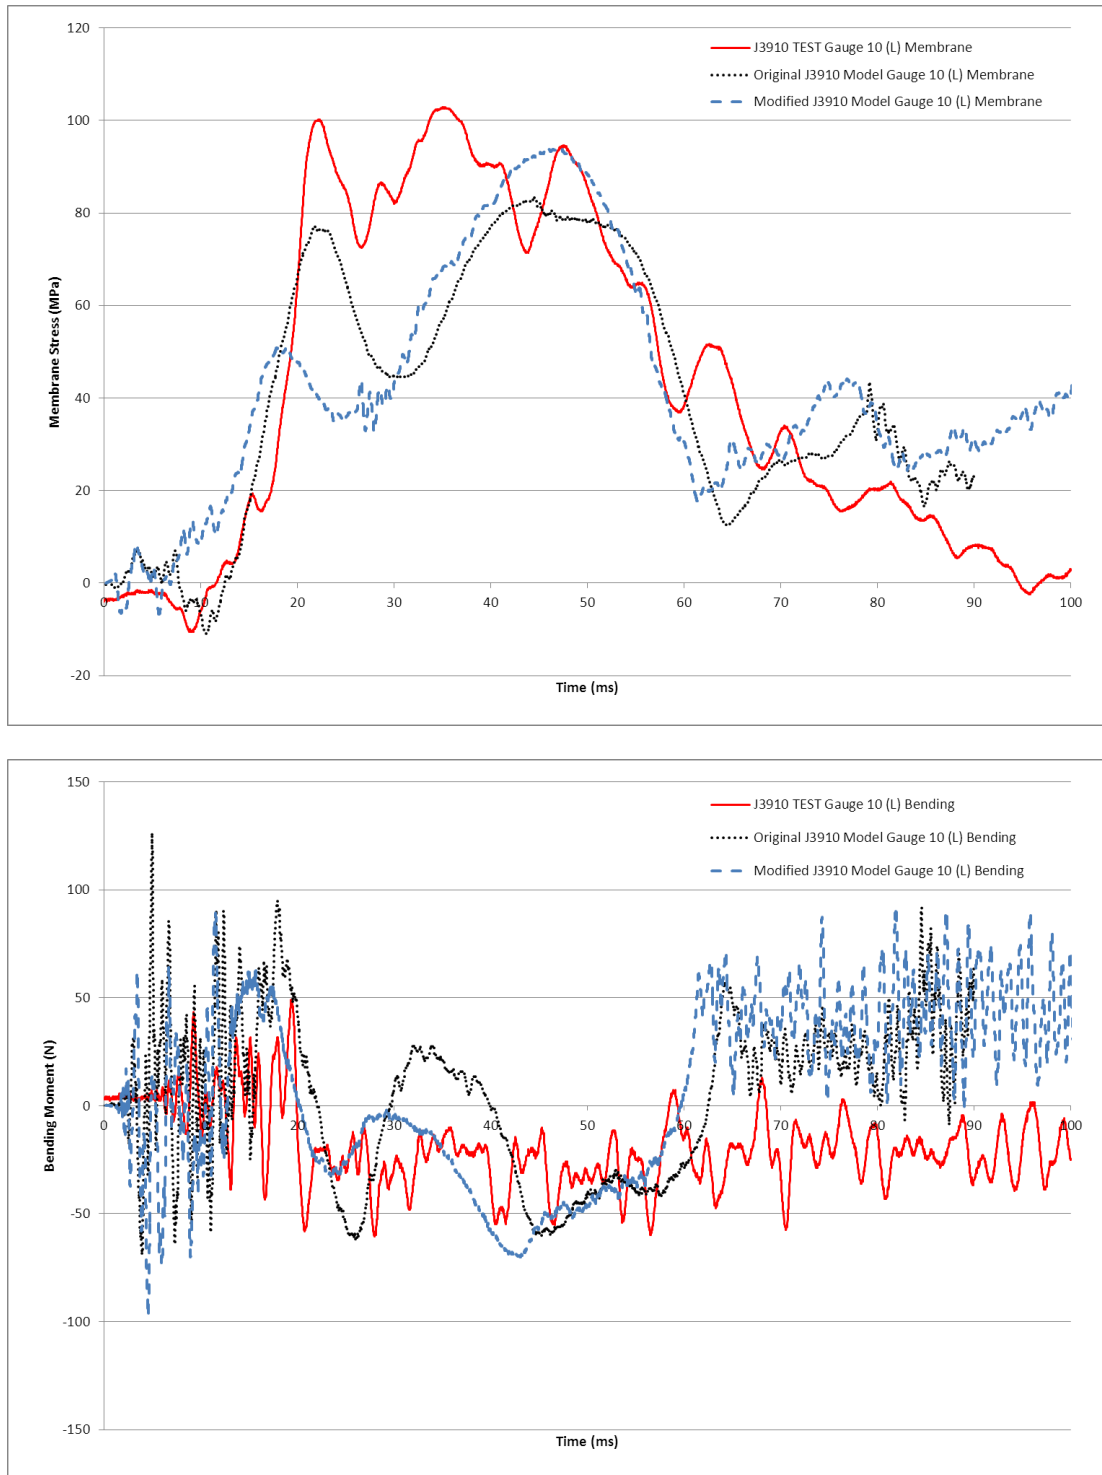 120
100
80
60
40
20
0
-20
Membrane Stress (MPa)
J3910 TEST Gauge 10 (L) Membrane
Original J3910 Model Gauge 10 (L) Membrane
Modified J3910 Model Gauge 10 (L) Membrane
0 10 20 30 40 50 60 70 80 90 100
Time (ms)
150
100
50
0
-50
-100
-150
Bending Moment (N)
J3910 TEST Gauge 10 (L) Bending
Original J3910 Model Gauge 10 (L) Bending
Modified J3910 Model Gauge 10 (L) Bending
0 10 20 30 40 50 60 70 80 90 100
Time (ms)